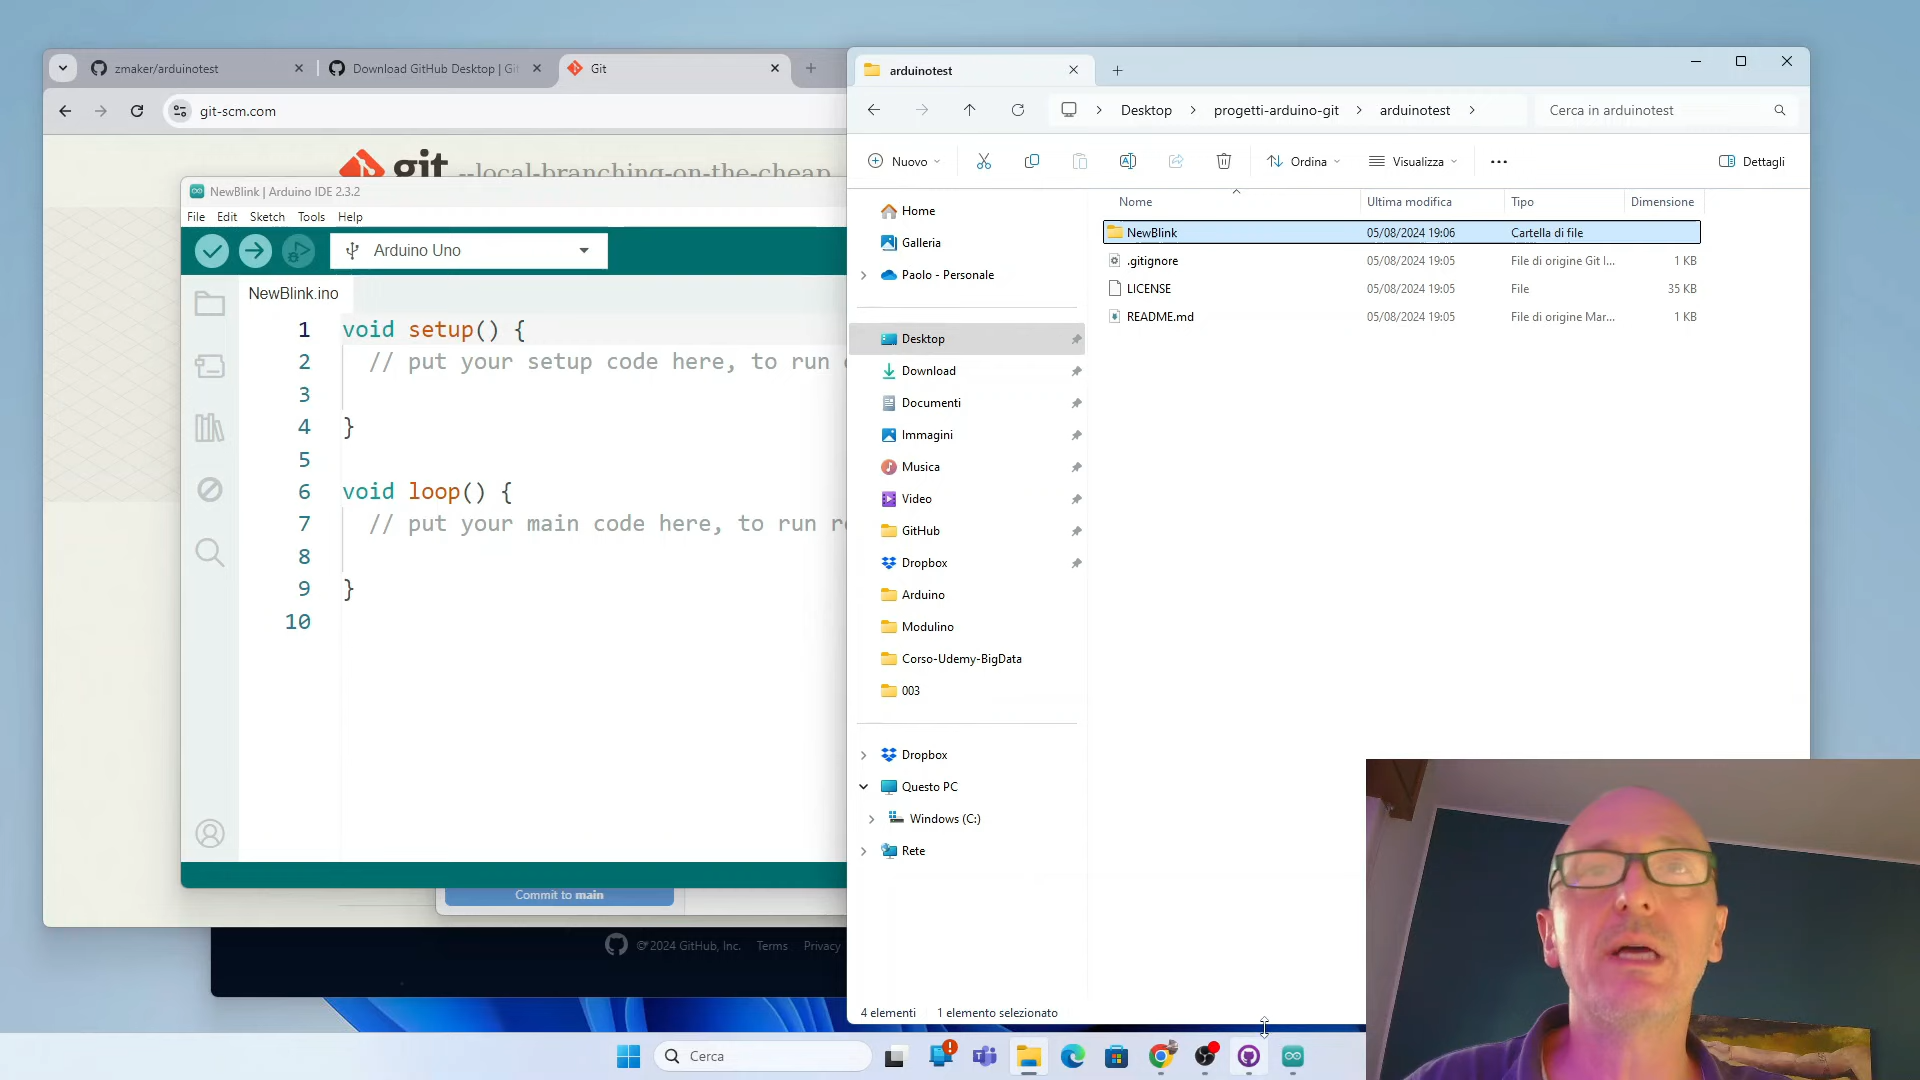 zmaker/arduinotest
Download GitHub Desktop | Git
Git
git-scm.com
git --local-branching-on-the-cheap
NewBlink | Arduino IDE 2.3.2
File Edit Sketch Tools Help
Arduino Uno
NewBlink.ino
1 void setup() {
2 // put your setup code here, to run
3
4 }
5
6 void loop() {
7 // put your main code here, to run
8
9 }
10
Commit to main
© 2024 GitHub, Inc. Terms Privacy
arduinotest
Desktop > progetti-arduino-git > arduinotest >
Cerca in arduinotest
Nuovo
Ordina
Visualizza
Dettagli
Home
Galleria
Paolo - Personale
Desktop
Download
Documenti
Immagini
Musica
Video
GitHub
Dropbox
Arduino
Modulino
Corso-Udemy-BigData
003
Dropbox
Questo PC
Windows (C:)
Rete
Nome Ultima modifica Tipo Dimensione
NewBlink 05/08/2024 19:06 Cartella di file
.gitignore 05/08/2024 19:05 File di origine Git I... 1 KB
LICENSE 05/08/2024 19:05 File 35 KB
README.md 05/08/2024 19:05 File di origine Mar... 1 KB
4 elementi 1 elemento selezionato
Cerca